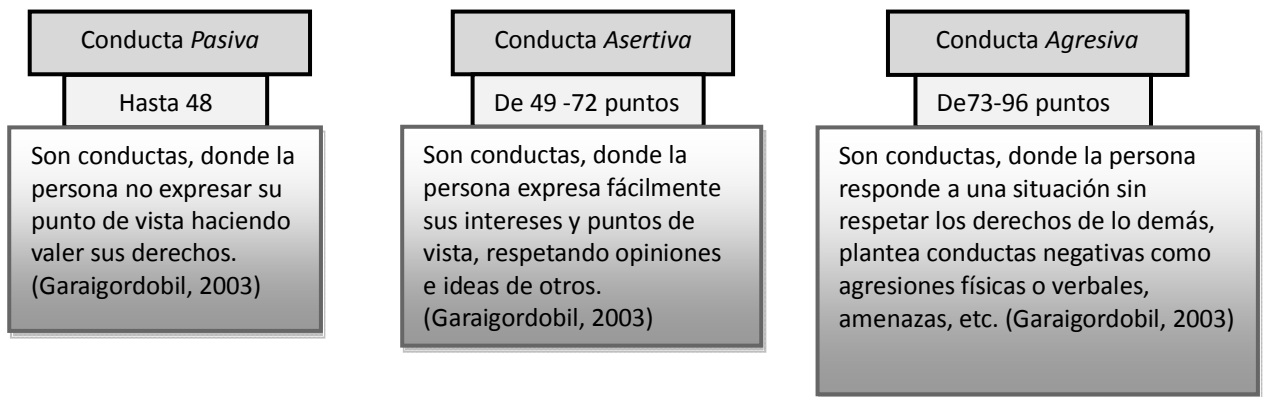 Conducta Pasiva
Hasta 48
Son conductas, donde la
persona no expresar su
punto de vista haciendo
valer sus derechos.
(Garaigordobil, 2003)
Conducta Asertiva
De 49 -72 puntos
Son conductas, donde la
persona expresa fácilmente
sus intereses y puntos de
vista, respetando opiniones
e ideas de otros.
(Garaigordobil, 2003)
Conducta Agresiva
De73-96 puntos
Son conductas, donde la persona
responde a una situación sin
respetar los derechos de lo demás,
plantea conductas negativas como
agresiones físicas o verbales,
amenazas, etc. (Garaigordobil, 2003)